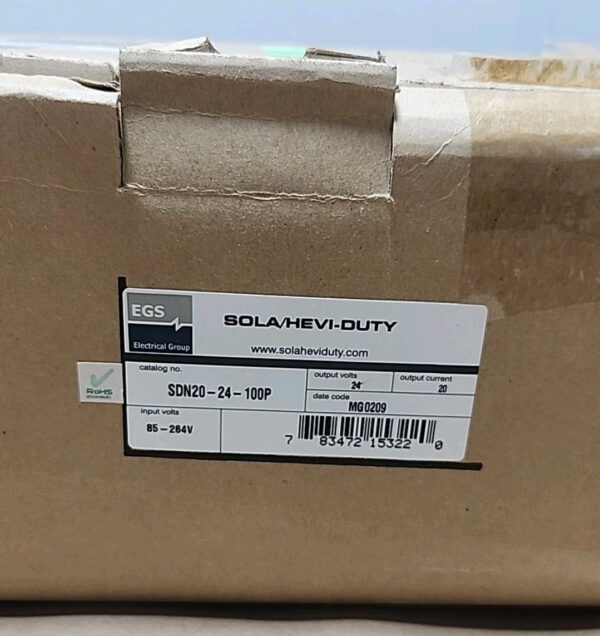 EGS
Electrical Group
SOLA/HEVI-DUTY
www.solaheviduty.com
catalog no.
SDN20-24-100P
output volts
24
output current
20
date code
MG0209
input volts
85-264V
7 83472 15322 0
RoHS